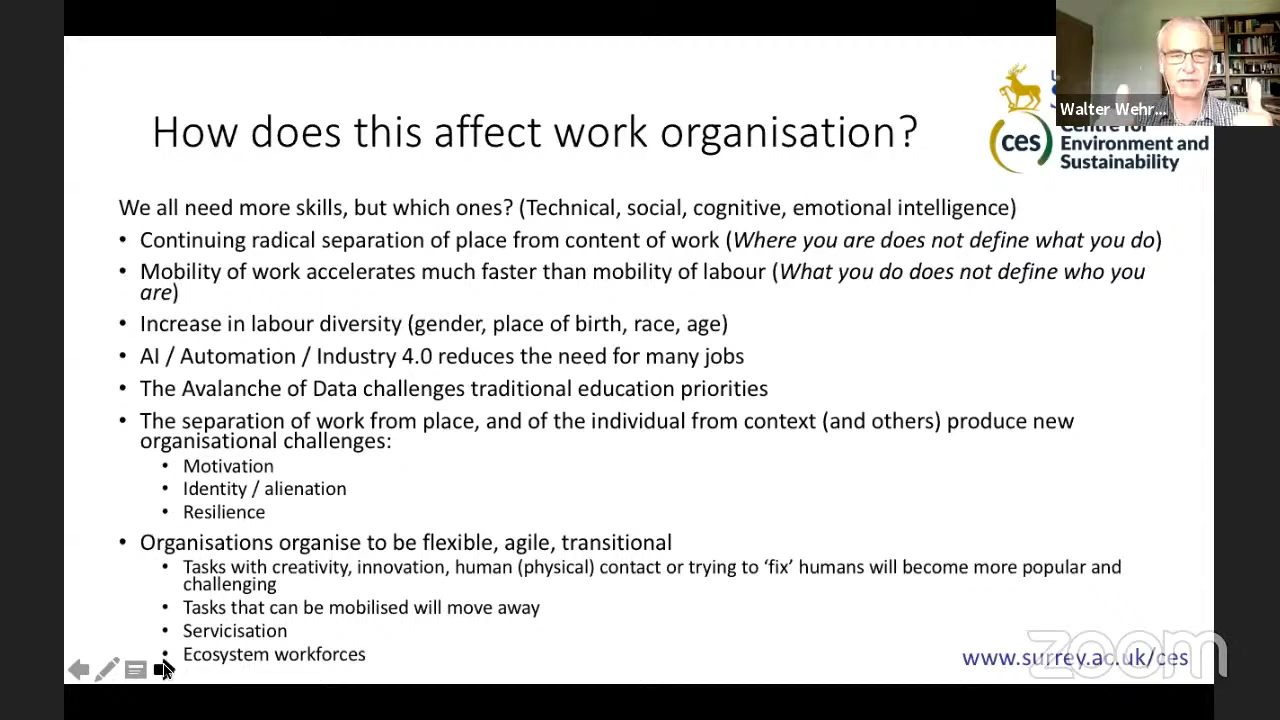 Walter Wehr...
How does this affect work organisation?
ces
Centre for
Environment and
Sustainability
We all need more skills, but which ones? (Technical, social, cognitive, emotional intelligence)
• Continuing radical separation of place from content of work (Where you are does not define what you do)
• Mobility of work accelerates much faster than mobility of labour (What you do does not define who you
are)
• Increase in labour diversity (gender, place of birth, race, age)
• AI / Automation / Industry 4.0 reduces the need for many jobs
• The Avalanche of Data challenges traditional education priorities
• The separation of work from place, and of the individual from context (and others) produce new
organisational challenges:
• Motivation
• Identity / alienation
• Resilience
• Organisations organise to be flexible, agile, transitional
• Tasks with creativity, innovation, human (physical) contact or trying to ‘fix’ humans will become more popular and
challenging
• Tasks that can be mobilised will move away
• Servicisation
• Ecosystem workforces
www.surrey.ac.uk/ces
zoom